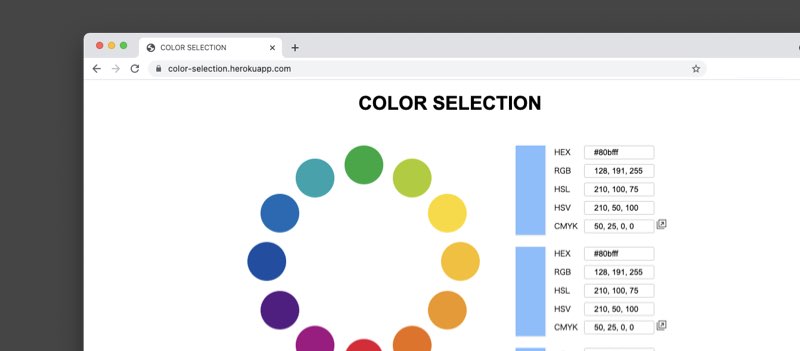 COLOR SELECTION
color-selection.herokuapp.com
COLOR SELECTION
HEX #80bfff
RGB 128, 191, 255
HSL 210, 100, 75
HSV 210, 50, 100
CMYK 50, 25, 0, 0
HEX #80bfff
RGB 128, 191, 255
HSL 210, 100, 75
HSV 210, 50, 100
CMYK 50, 25, 0, 0